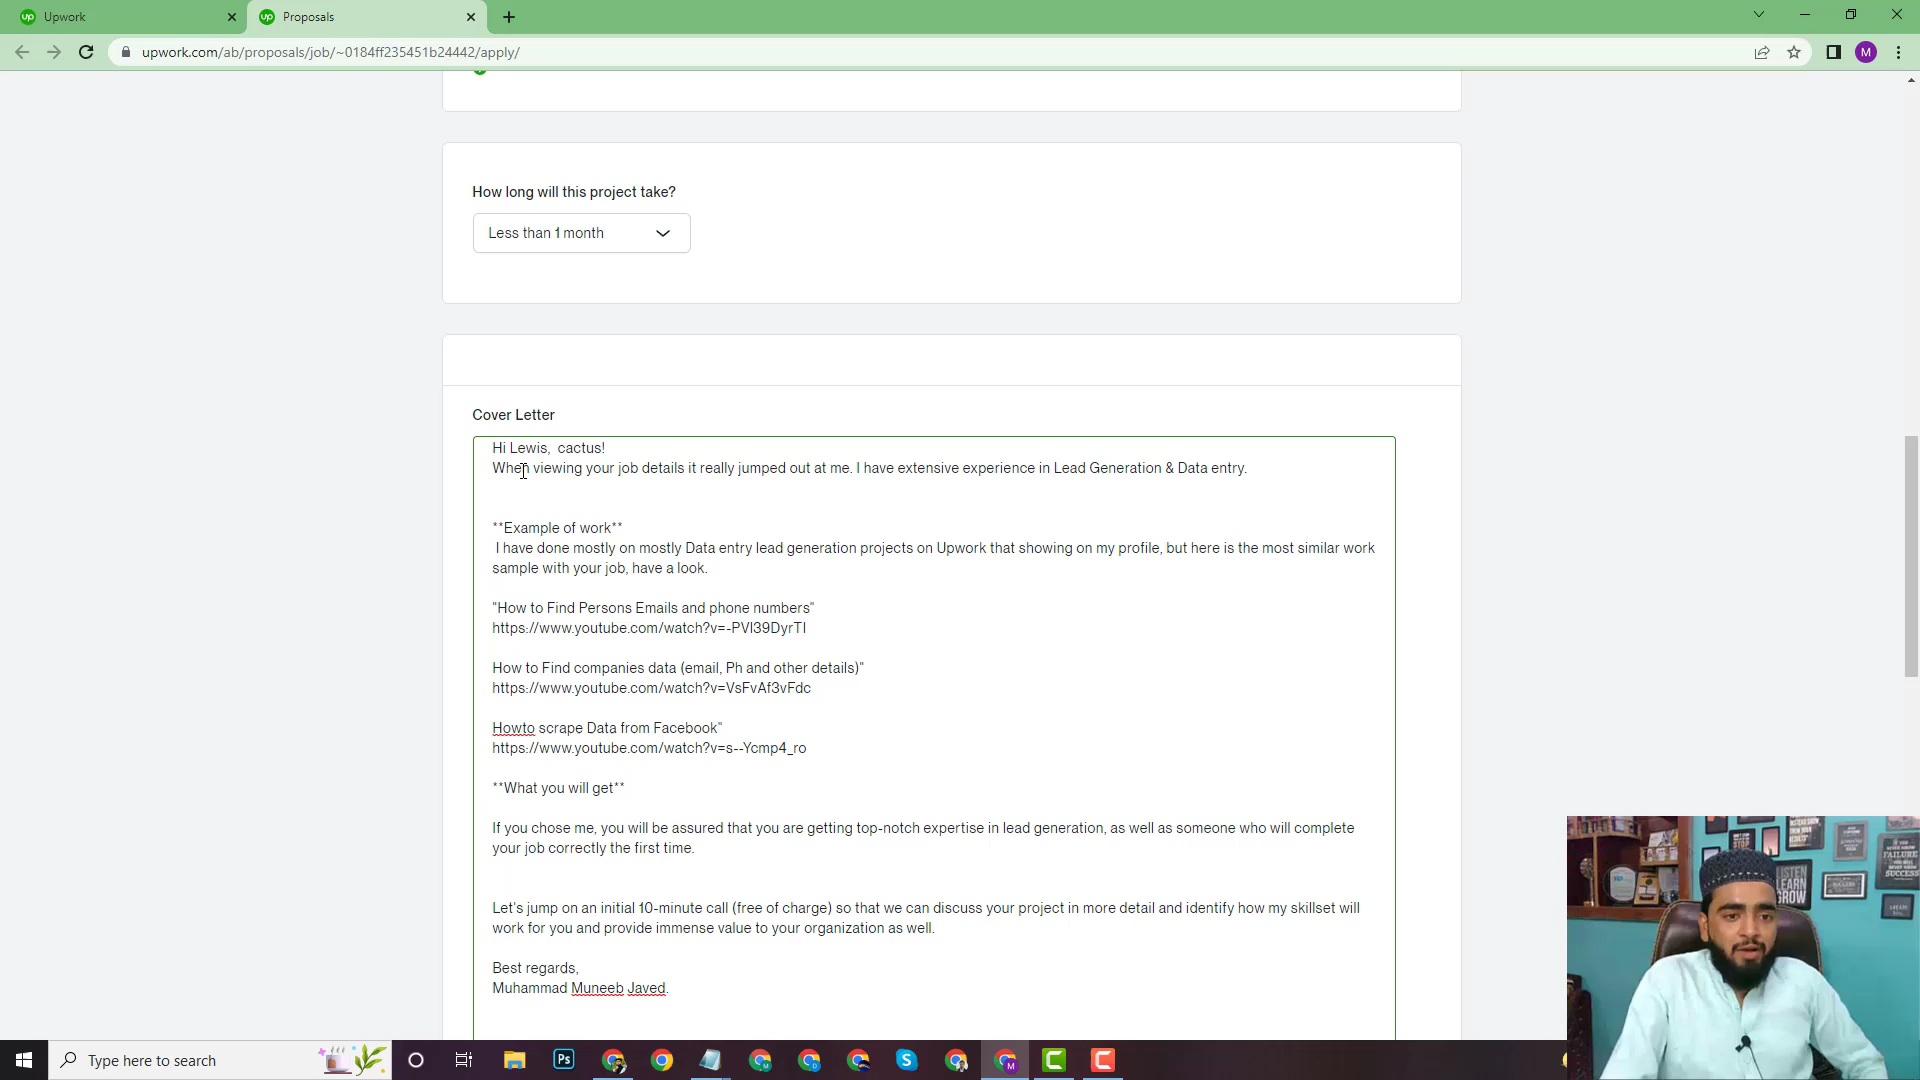 Upwork
Proposals
upwork.com/ab/proposals/job/~0184ff235451b24442/apply/
M
How long will this project take?
Less than 1 month
Cover Letter
Hi Lewis,  cactus!
When viewing your job details it really jumped out at me. I have extensive experience in Lead Generation & Data entry.
**Example of work**
I have done mostly on mostly Data entry lead generation projects on Upwork that showing on my profile, but here is the most similar work
sample with your job, have a look.
"How to Find Persons Emails and phone numbers"
https://www.youtube.com/watch?v=-PVl39DyrTI
How to Find companies data (email, Ph and other details)"
https://www.youtube.com/watch?v=VsFvAf3vFdc
Howto scrape Data from Facebook"
https://www.youtube.com/watch?v=s--Ycmp4_ro
**What you will get**
If you chose me, you will be assured that you are getting top-notch expertise in lead generation, as well as someone who will complete
your job correctly the first time.
Let's jump on an initial 10-minute call (free of charge) so that we can discuss your project in more detail and identify how my skillset will
work for you and provide immense value to your organization as well.
Best regards,
Muhammad Muneeb Javed.
LISTEN
LEARN
GROW
FAILURE
SUCCESS
Type here to search
Ps